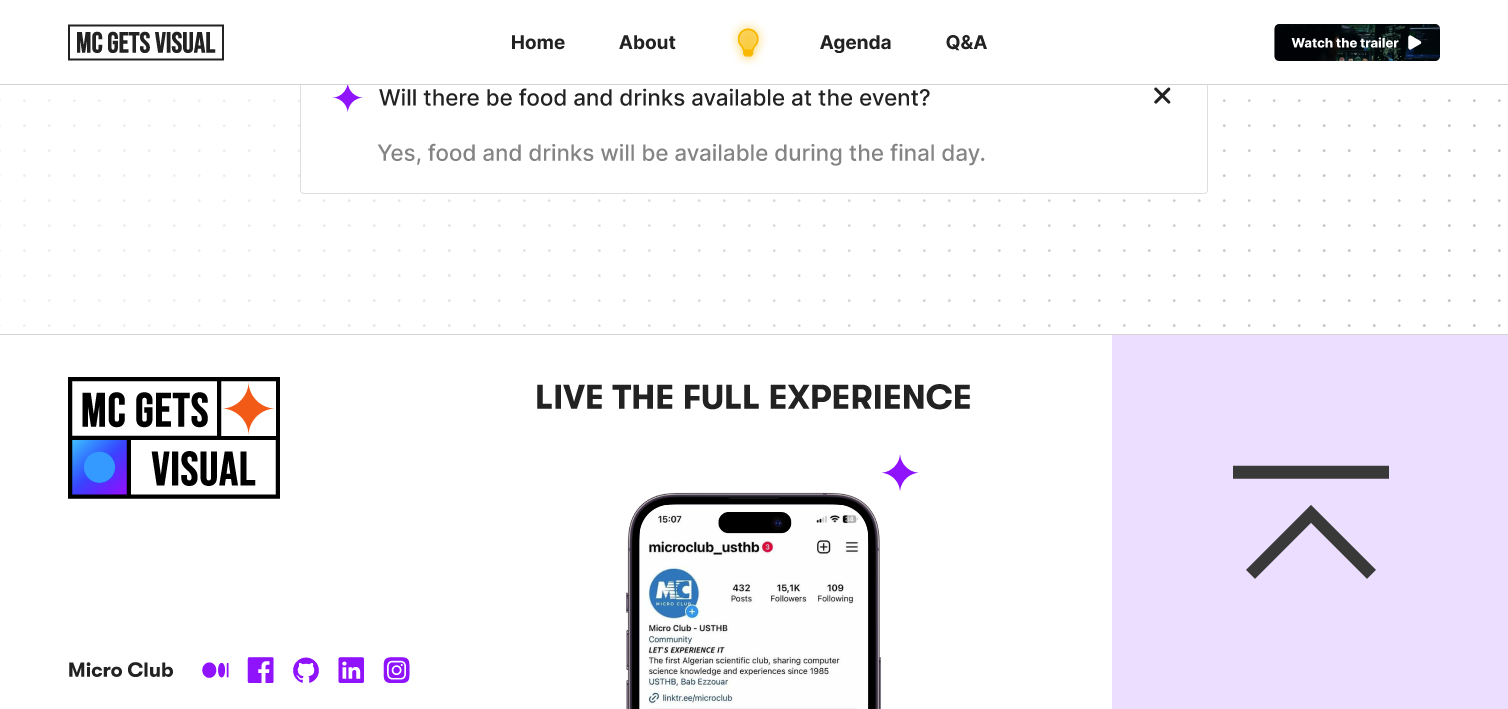 MC GETS VISUAL
Home
About
Agenda
Q&A
Watch the trailer
Will there be food and drinks available at the event?
Yes, food and drinks will be available during the final day.
MC GETS
VISUAL
LIVE THE FULL EXPERIENCE
15:07
microclub_usthb 3
MC
MICRO CLUB
432
Posts
15,1K
Followers
109
Following
Micro Club - USTHB
Community
LET'S EXPERIENCE IT
The first Algerian scientific club, sharing computer
science knowledge and experiences since 1985
USTHB, Bab Ezzouar
linktr.ee/microclub
Micro Club